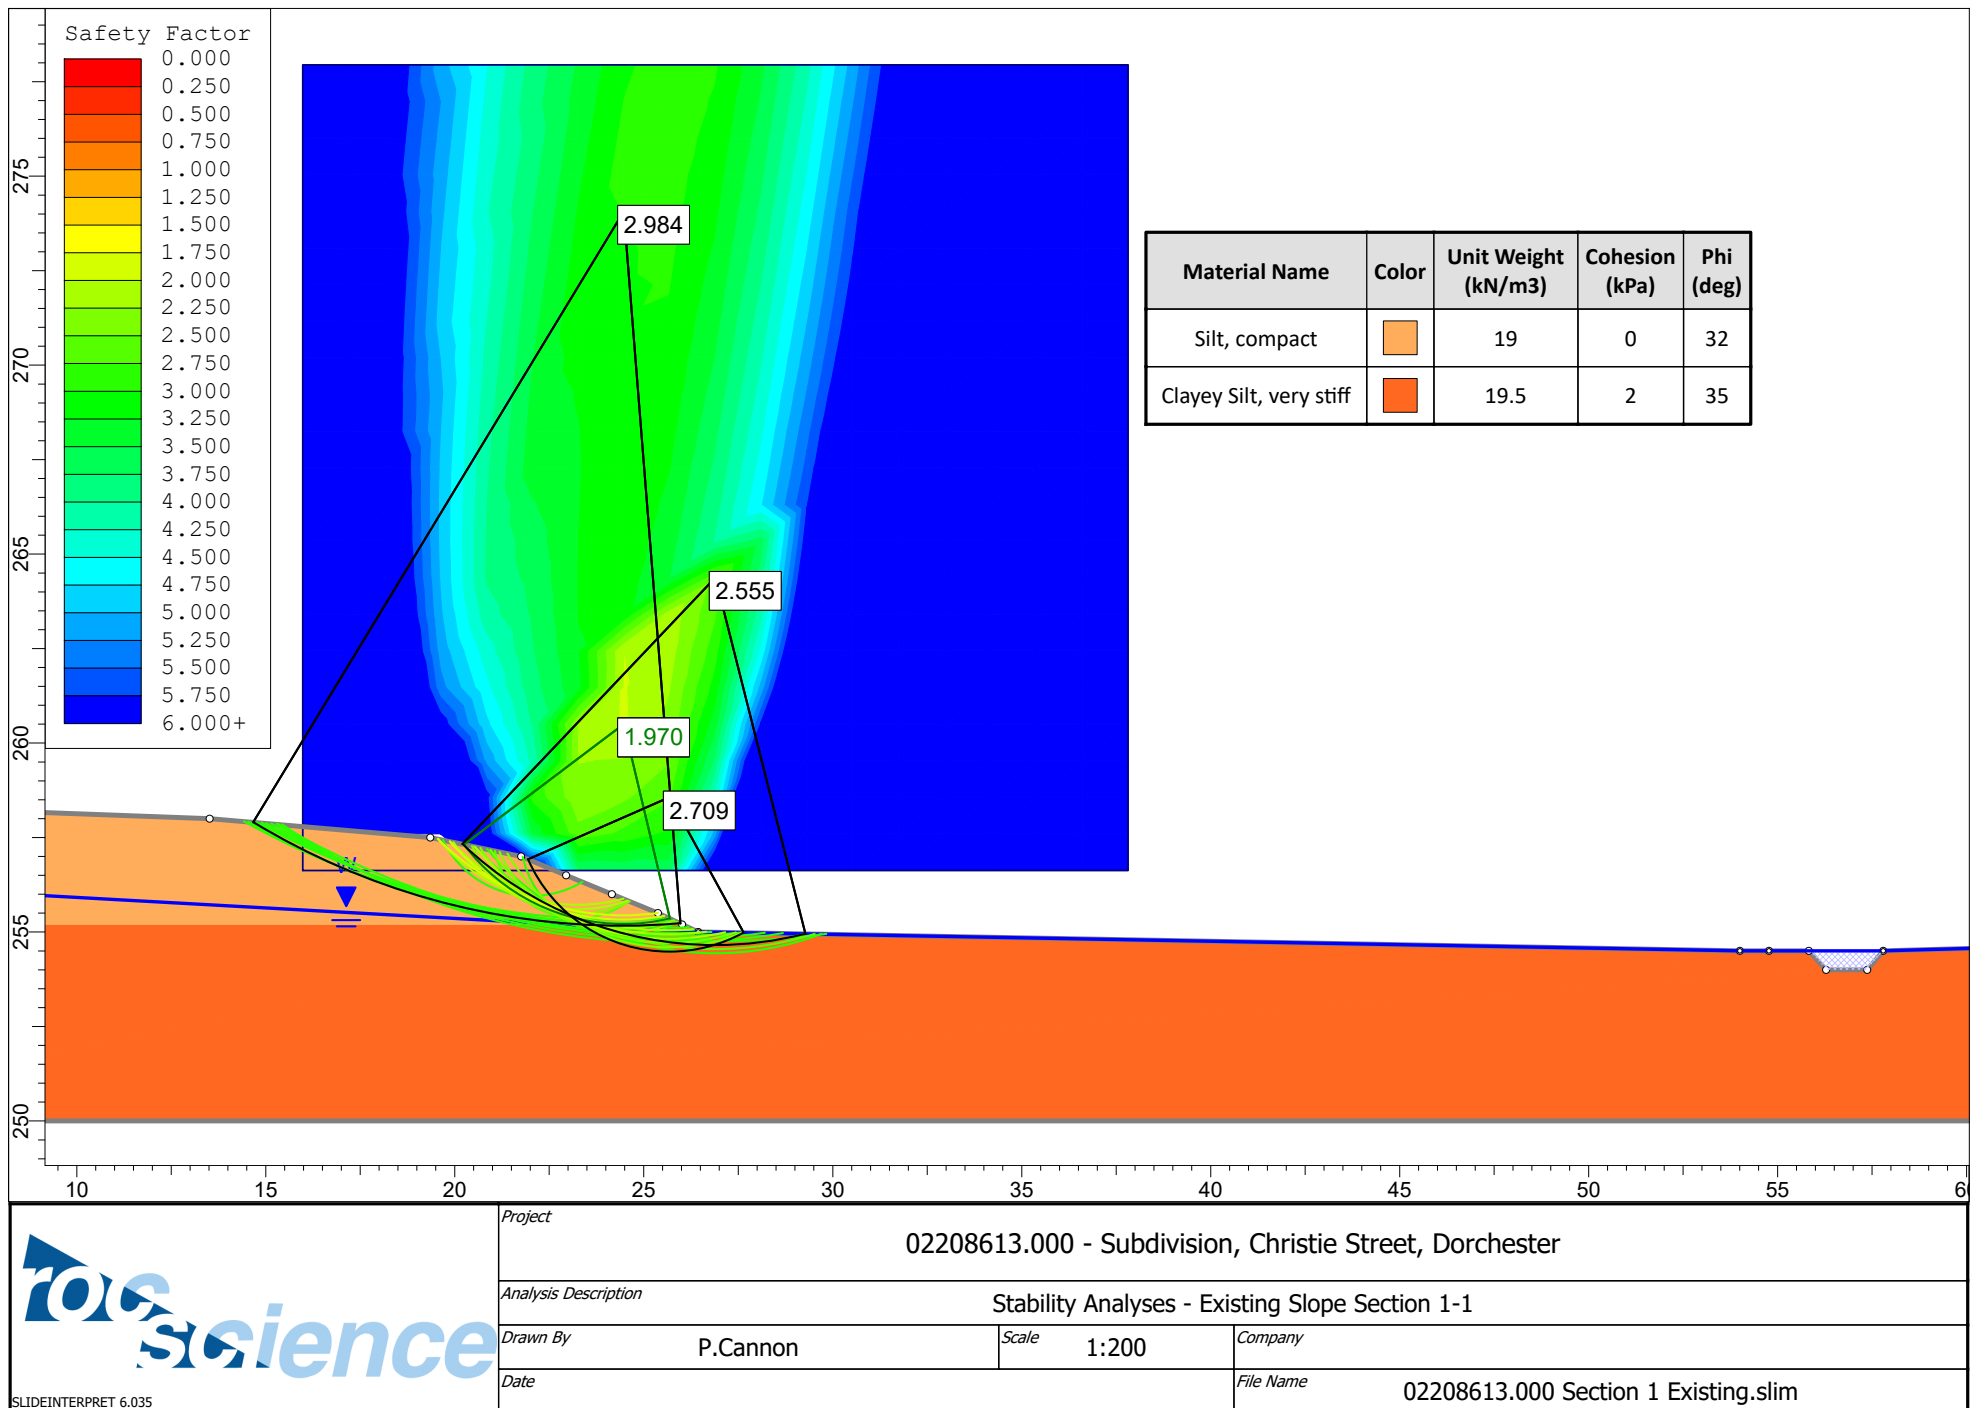 Safety Factor
0.000
0.250
0.500
0.750
1.000
1.250
1.500
1.750
2.000
2.250
2.500
2.750
3.000
3.250
3.500
3.750
4.000
4.250
4.500
4.750
5.000
5.250
5.500
5.750
6.000+
275
270
265
260
255
250
2.984
2.555
1.970
2.709
W
Material Name Color Unit Weight (kN/m3) Cohesion (kPa) Phi (deg)
Silt, compact 19 0 32
Clayey Silt, very stiff 19.5 2 35
10 15 20 25 30 35 40 45 50 55
rocscience
SLIDEINTERPRET 6.035
Project
02208613.000 - Subdivision, Christie Street, Dorchester
Analysis Description
Stability Analyses - Existing Slope Section 1-1
Drawn By P.Cannon Scale 1:200 Company
Date File Name 02208613.000 Section 1 Existing.slim